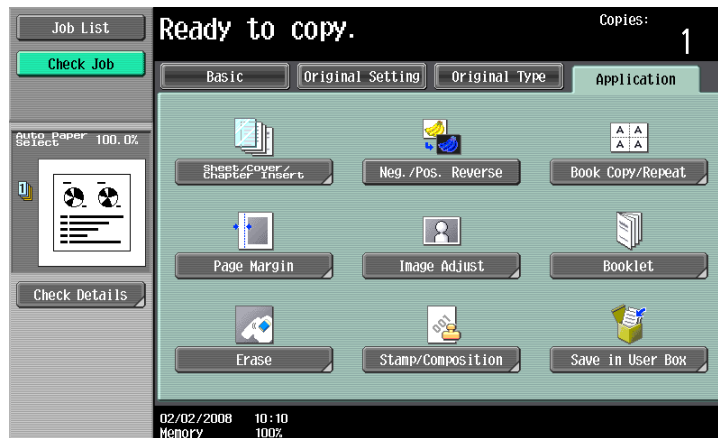 Job List
Check Job
Ready to copy.
Copies:
1
Basic
Original Setting
Original Type
Application
Auto Paper
Select
100.0%
1
Sheet/Cover/
Chapter Insert
Neg./Pos. Reverse
A A
A A
Book Copy/Repeat
Page Margin
Image Adjust
Booklet
Check Details
Erase
001
Stamp/Composition
Save in User Box
02/02/2008 10:10
Memory 100%